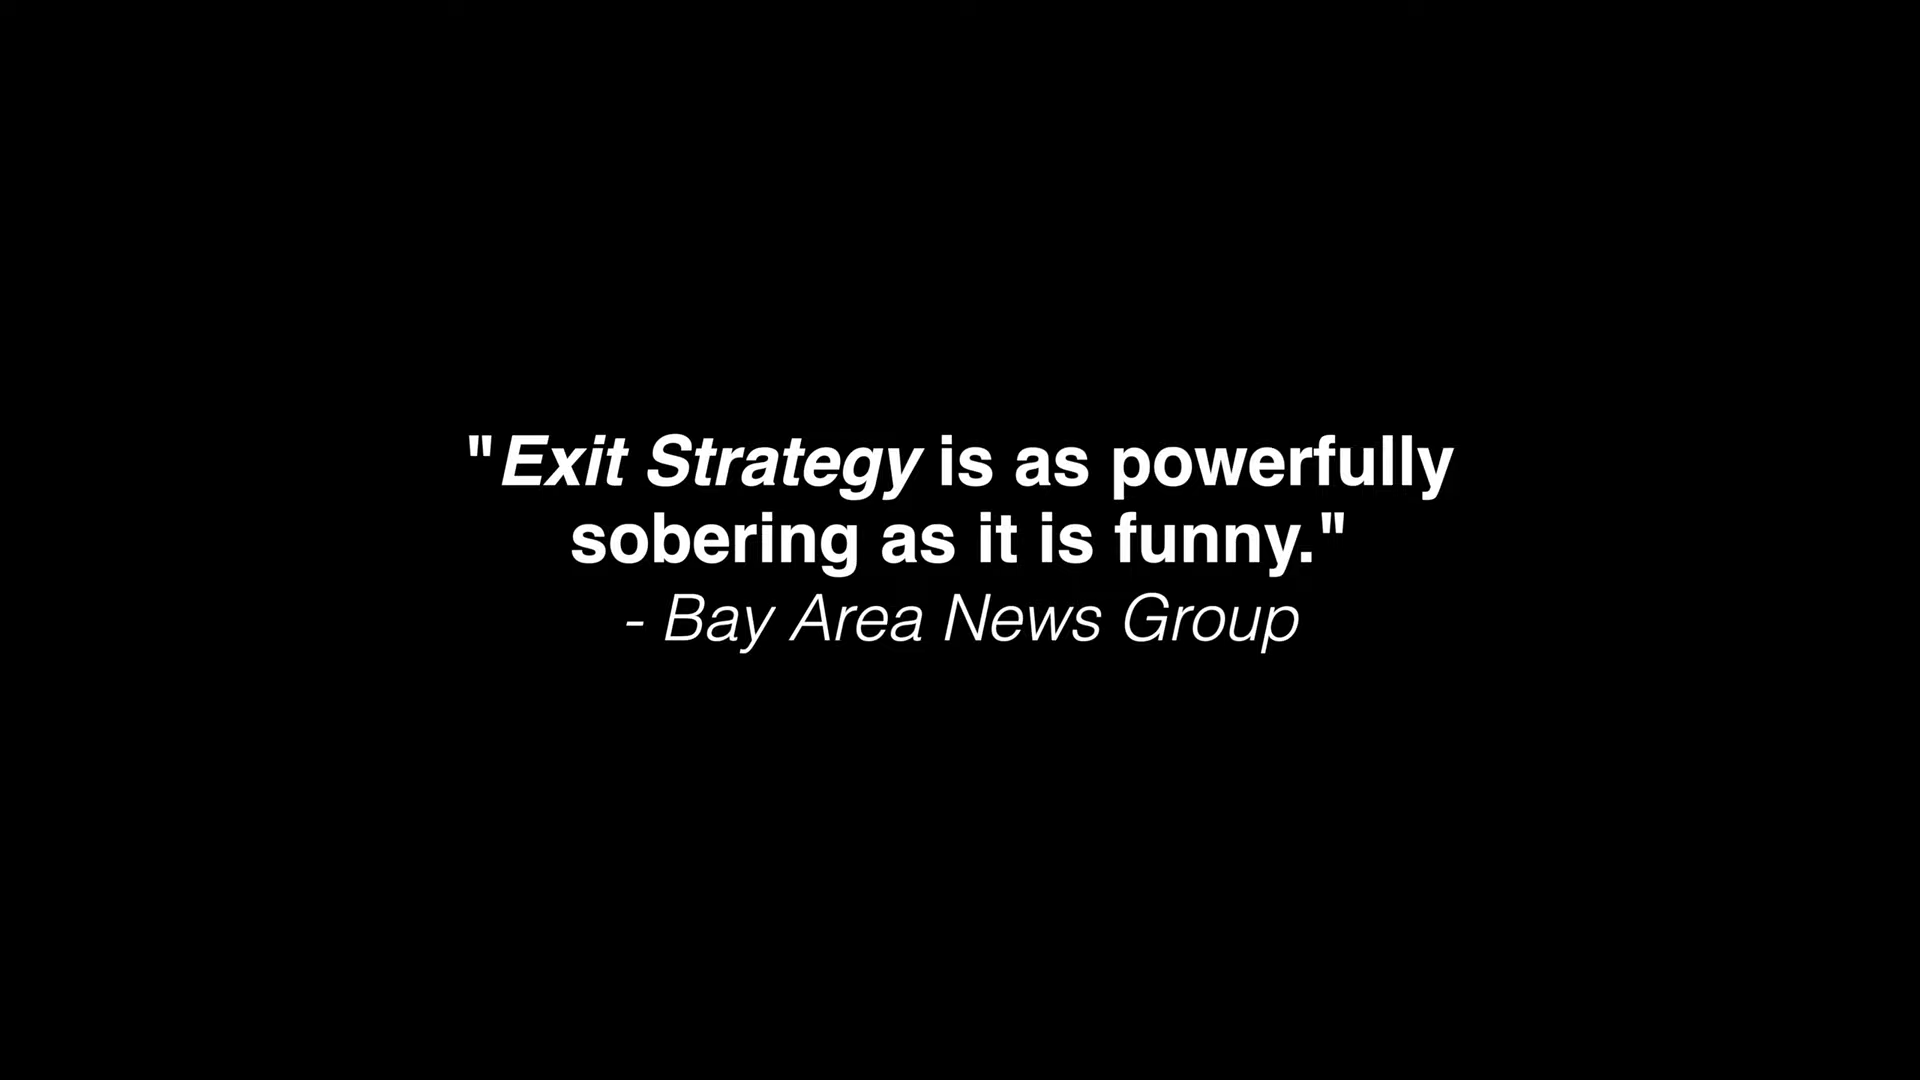 "Exit Strategy is as powerfully
sobering as it is funny."
- Bay Area News Group